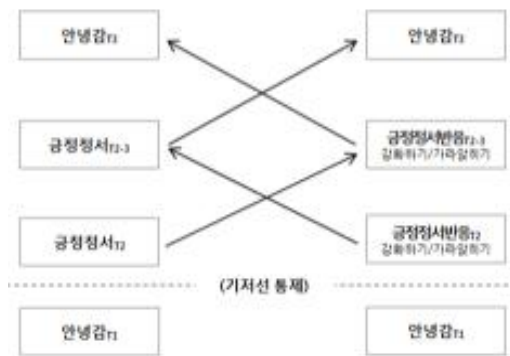 안녕감T3
안녕감T3
긍정정서T2-3
긍정정서반응T2-3
강화하기/가라앉히기
긍정정서T2
긍정정서반응T2
강화하기/가라앉히기
(기저선 통제)
안녕감T1
안녕감T1